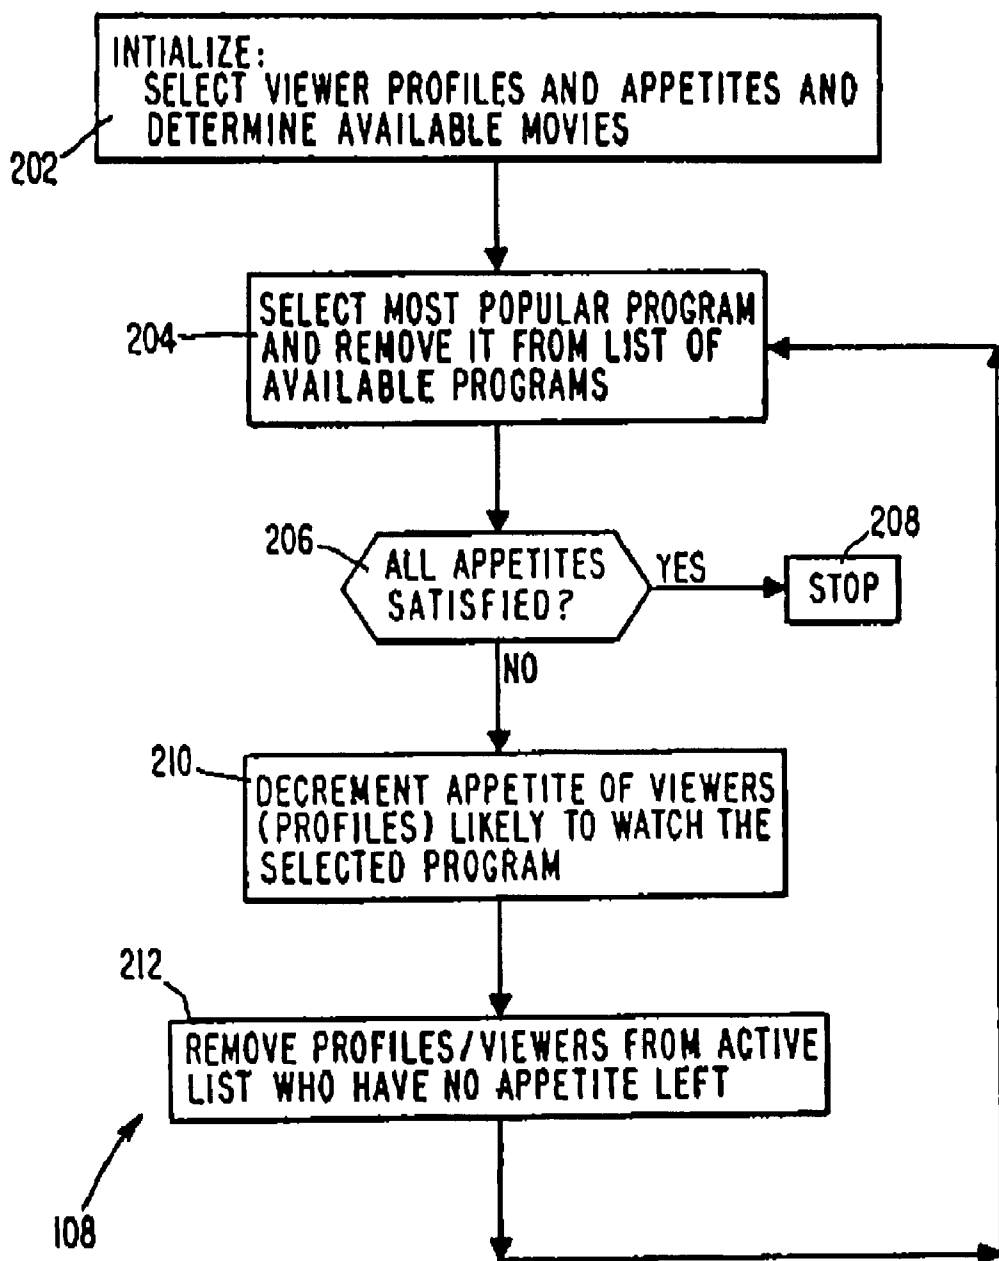 INTIALIZE:
SELECT VIEWER PROFILES AND APPETITES AND
DETERMINE AVAILABLE MOVIES
202
SELECT MOST POPULAR PROGRAM
AND REMOVE IT FROM LIST OF
AVAILABLE PROGRAMS.
204
206
ALL APPETITES
SATISFIED?
YES
208
STOP
NO
210
DECREMENT APPETITE OF VIEWERS
(PROFILES) LIKELY TO WATCH THE
SELECTED PROGRAM
212
REMOVE PROFILES/VIEWERS FROM ACTIVE
LIST WHO HAVE NO APPETITE LEFT.
108